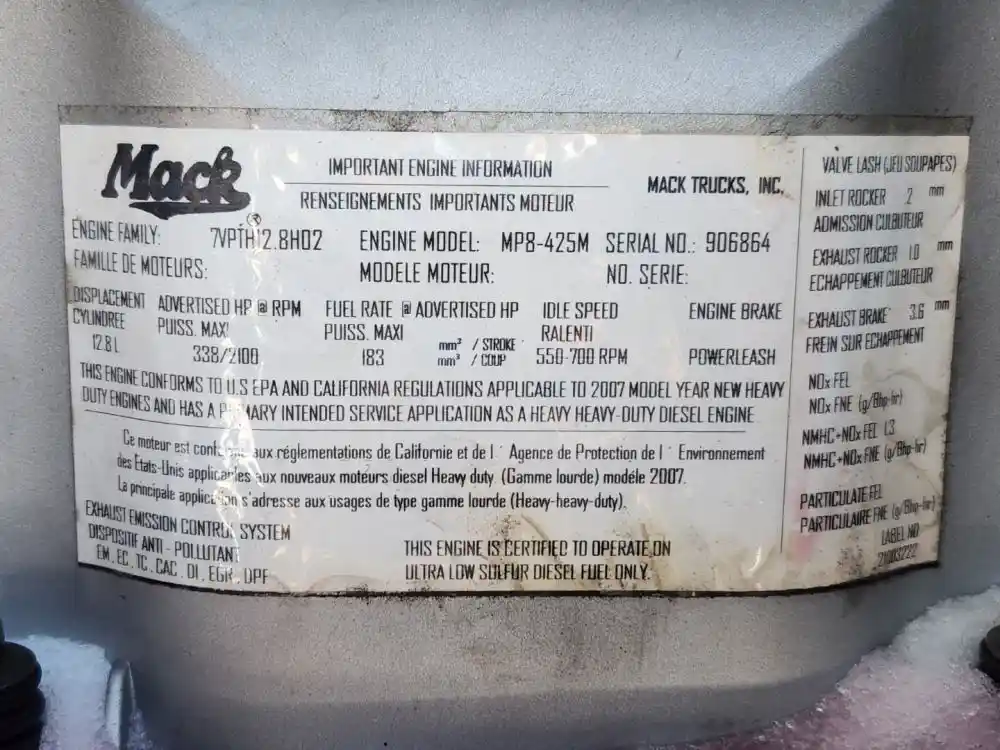 Mack®
IMPORTANT ENGINE INFORMATION
RENSEIGNEMENTS IMPORTANTS MOTEUR
MACK TRUCKS, INC.
ENGINE FAMILY: 7VPTH12.8H02 ENGINE MODEL: MP8-425M SERIAL NO.: 906864
FAMILLE DE MOTEURS: MODELE MOTEUR: NO. SERIE:
DISPLACEMENT ADVERTISED HP @ RPM FUEL RATE @ ADVERTISED HP IDLE SPEED ENGINE BRAKE
CYLINDREE PUISS. MAXI PUISS. MAXI RALENTI
12.8 L 338/2100 183 mm³ / STROKE 550-700 RPM POWERLEASH
mm³ / COUP
THIS ENGINE CONFORMS TO U.S EPA AND CALIFORNIA REGULATIONS APPLICABLE TO 2007 MODEL YEAR NEW HEAVY
DUTY ENGINES AND HAS A PRIMARY INTENDED SERVICE APPLICATION AS A HEAVY HEAVY-DUTY DIESEL ENGINE
Ce moteur est aux réglementations de Californie et de l ' Agence de Protection de l ' Environnement
des Etats-Unis applicables aux nouveaux moteurs diesel Heavy duty. (Gamme lourde) modéle 2007.
La principale application s'adresse aux usages de type gamme lourde (Heavy-heavy-duty).
EXHAUST EMISSION CONTROL SYSTEM
DISPOSITIF ANTI - POLLUTANT
EM, EC, TC, CAC, DI, EGR, DPF
THIS ENGINE IS CERTIFIED TO OPERATE ON
ULTRA LOW SULFUR DIESEL FUEL ONLY.
VALVE LASH (JEU SOUPAPES)
INLET ROCKER 2 mm
ADMISSION CULBUTEUR
EXHAUST ROCKER 1.0 mm
ECHAPPEMENT CULBUTEUR
EXHAUST BRAKE 3.6 mm
FREIN SUR ECHAPPEMENT
NOx FEL
NOx FNE (g/Bhp-hr)
NMHC+NOx FEL 1.3
NMHC+NOx FNE (g/Bhp-hr)
PARTICULATE FEL
PARTICULAIRE FNE (g/Bhp-hr)
LABEL NO
21003222